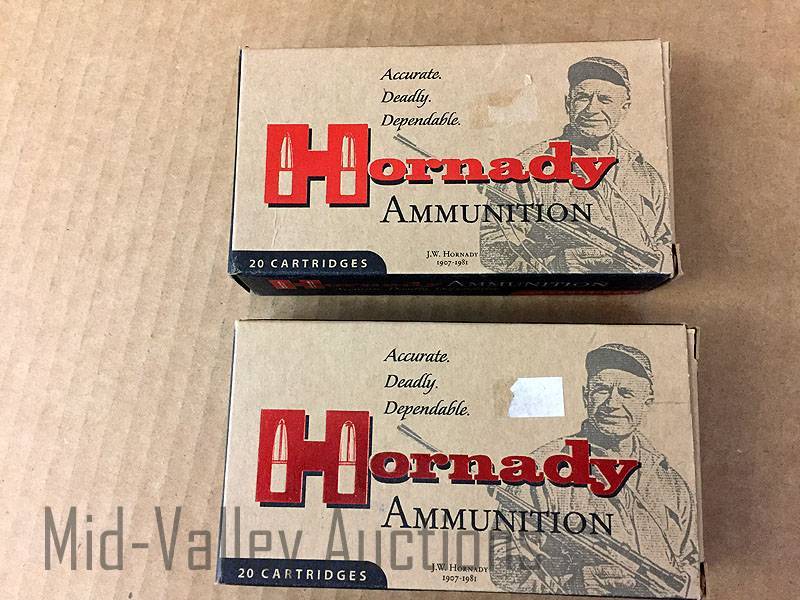 Accurate.
Deadly.
Dependable.
Hornady
AMMUNITION
J.W. HORNADY
1907-1981
20 CARTRIDGES
AMMUNITION
Accurate.
Deadly.
Dependable.
Hornady
AMMUNITION
Mid-Valley Auctions
J.W. HORNADY
1907-1981
20 CARTRIDGES